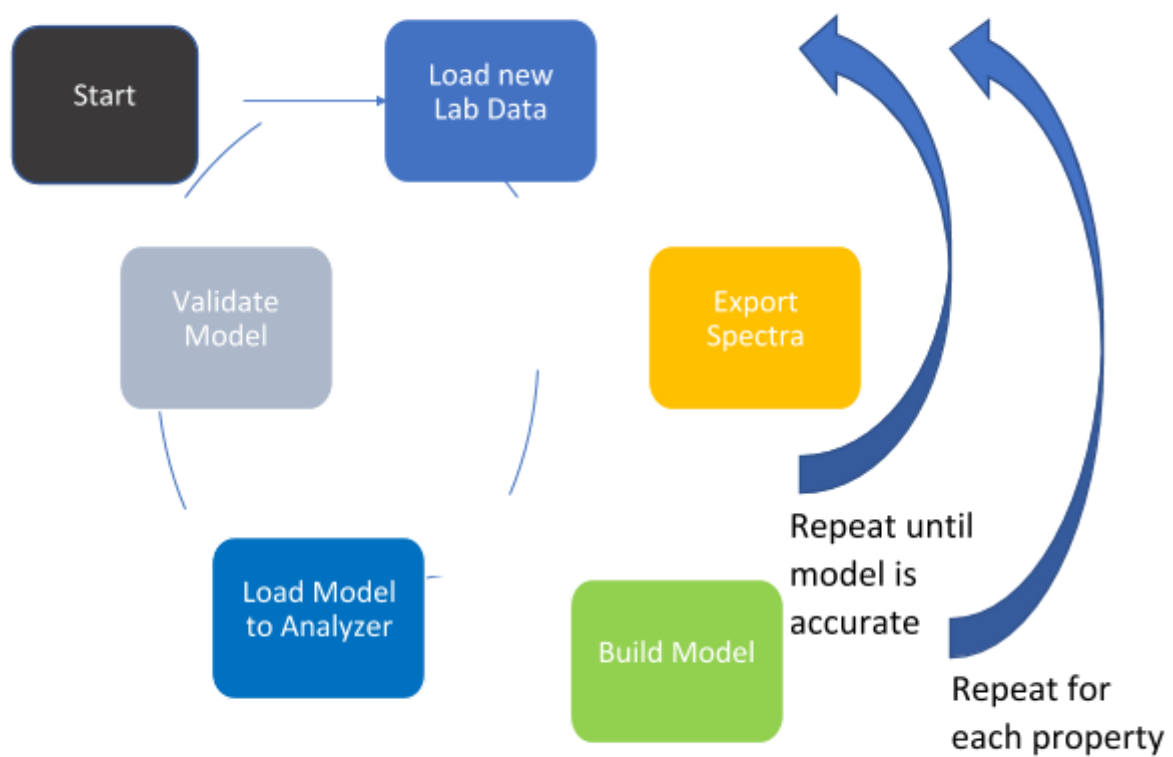 Start
Load new
Lab Data
Validate
Model
Export
Spectra
Load Model
to Analyzer
Build Model
Repeat until
model is
accurate
Repeat for
each property